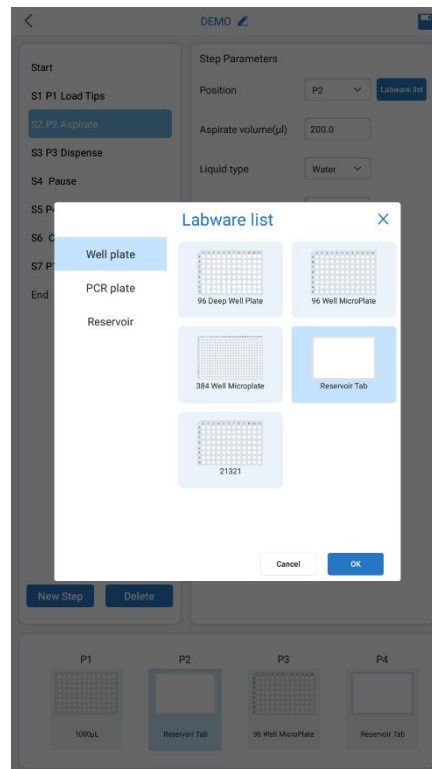 DEMO
Start
S1 P1 Load Tips
S2 P2 Aspirate
S3 P3 Dispense
S4 Pause
S5 P
S6
S7 P
End
New Step
Delete
Step Parameters
Position
P2
Labware list
Aspirate volume(µl)
200.0
Liquid type
Water
Labware list
Well plate
PCR plate
Reservoir
96 Deep Well Plate
96 Well MicroPlate
384 Well Microplate
Reservoir Tab
21321
Cancel
OK
P1
P2
P3
P4
1000µL
Reservoir Tab
96 Well MicroPlate
Reservoir Tab